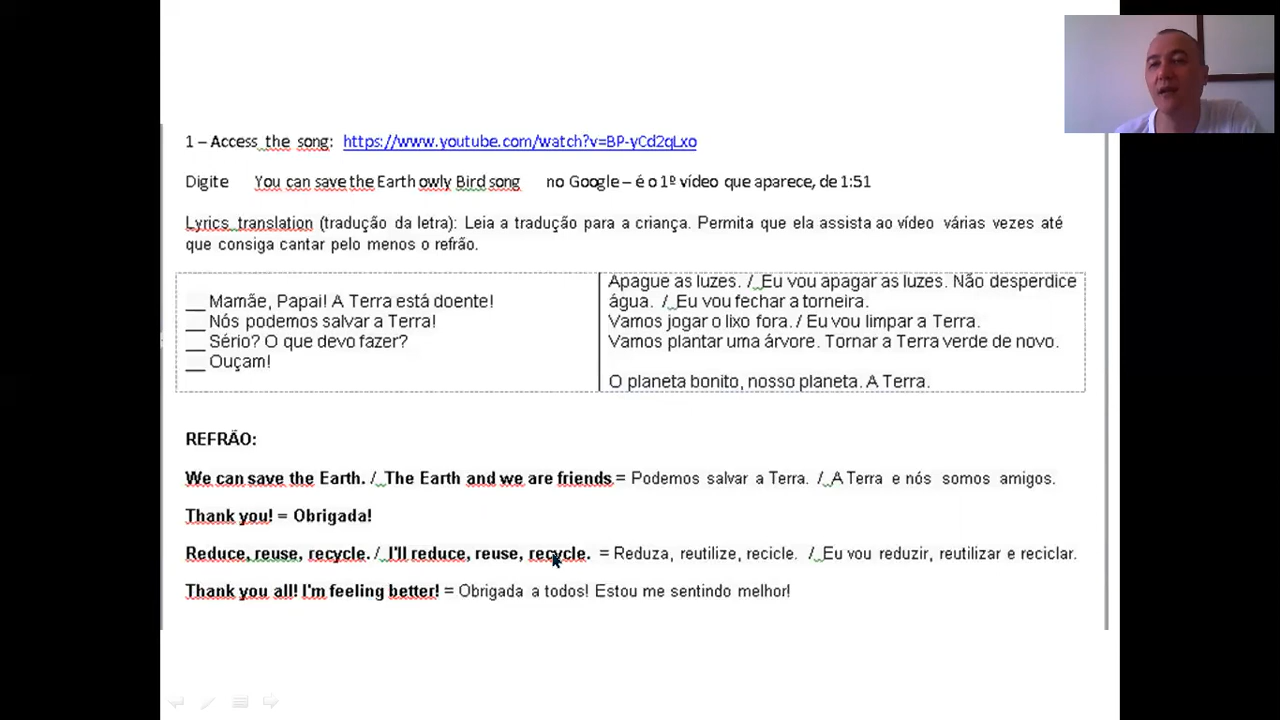 1 – Access the song: https://www.youtube.com/watch?v=BP-yCd2qLxo
Digite You can save the Earth owly Bird song no Google – é o 1º vídeo que aparece, de 1:51
Lyrics translation (tradução da letra): Leia a tradução para a criança. Permita que ela assista ao vídeo várias vezes até
que consiga cantar pelo menos o refrão.
__ Mamãe, Papai! A Terra está doente!
__ Nós podemos salvar a Terra!
__ Sério? O que devo fazer?
__ Ouçam!
Apague as luzes. / Eu vou apagar as luzes. Não desperdice
água. / Eu vou fechar a torneira.
Vamos jogar o lixo fora. / Eu vou limpar a Terra.
Vamos plantar uma árvore. Tornar a Terra verde de novo.
O planeta bonito, nosso planeta. A Terra.
REFRÃO:
We can save the Earth. / The Earth and we are friends = Podemos salvar a Terra. / A Terra e nós somos amigos.
Thank you! = Obrigada!
Reduce, reuse, recycle. / I'll reduce, reuse, recycle. = Reduza, reutilize, recicle. / Eu vou reduzir, reutilizar e reciclar.
Thank you all! I'm feeling better! = Obrigada a todos! Estou me sentindo melhor!